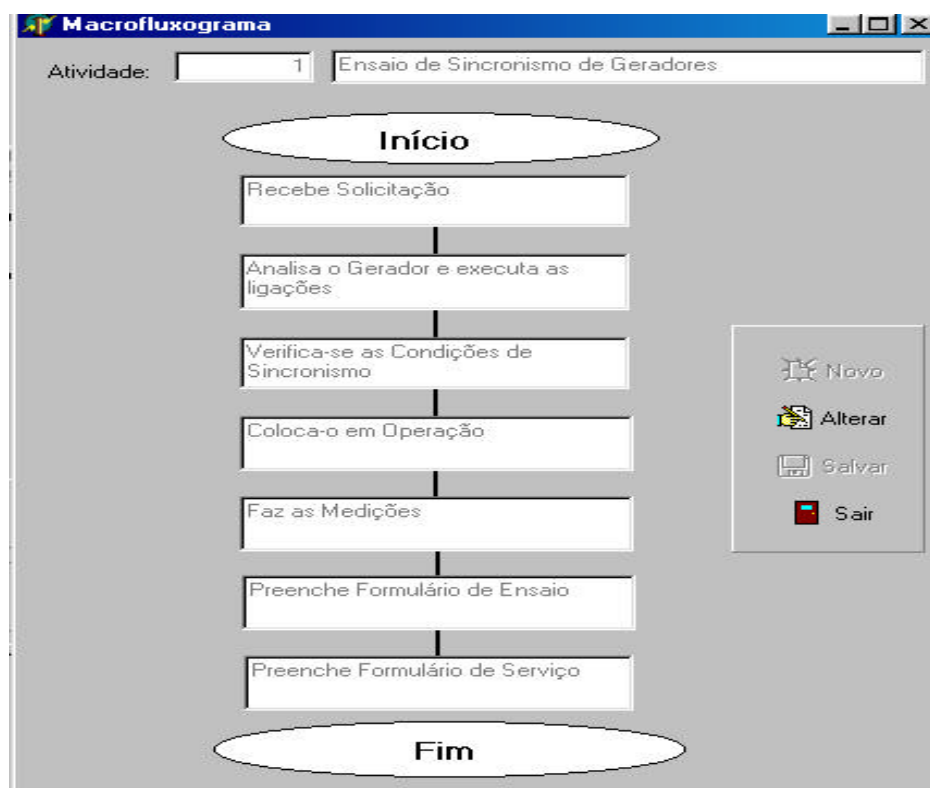 Macrofluxograma
Atividade: 1 Ensaio de Sincronismo de Geradores
Início
Recebe Solicitação
Analisa o Gerador e executa as
ligações
Verifica-se as Condições de
Sincronismo
Novo
Coloca-o em Operação
Alterar
Salvar
Faz as Medições
Sair
Preenche Formulário de Ensaio
Preenche Formulário de Serviço
Fim